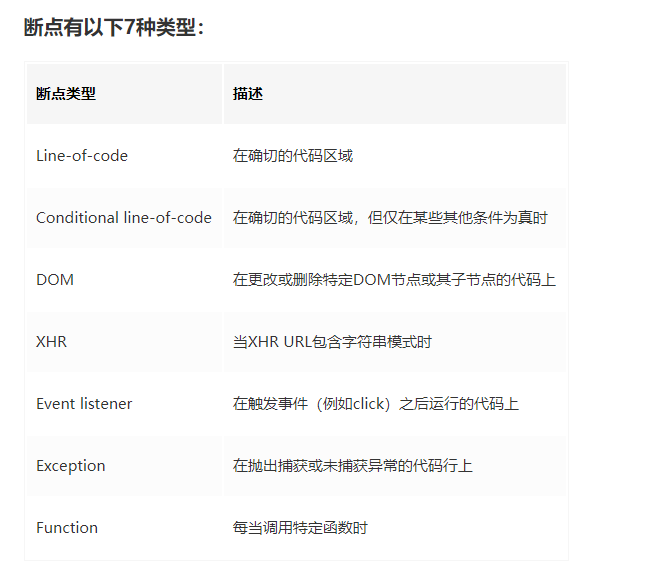 断点有以下7种类型：
断点类型 描述
Line-of-code 在确切的代码区域
Conditional line-of-code 在确切的代码区域，但仅在某些其他条件为真时
DOM 在更改或删除特定DOM节点或其子节点的代码上
XHR 当XHR URL包含字符串模式时
Event listener 在触发事件（例如click）之后运行的代码上
Exception 在抛出捕获或未捕获异常的代码行上
Function 每当调用特定函数时